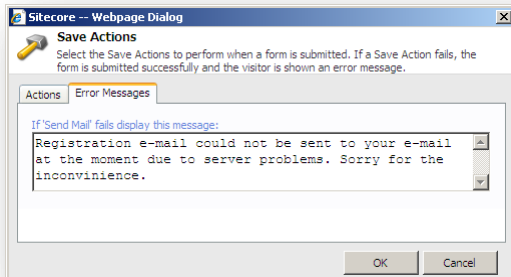 Sitecore -- Webpage Dialog
Save Actions
Select the Save Actions to perform when a form is submitted. If a Save Action fails, the
form is submitted successfully and the visitor is shown an error message.
Actions
Error Messages
If 'Send Mail' fails display this message:
Registration e-mail could not be sent to your e-mail
at the moment due to server problems. Sorry for the
inconvinience.
OK
Cancel